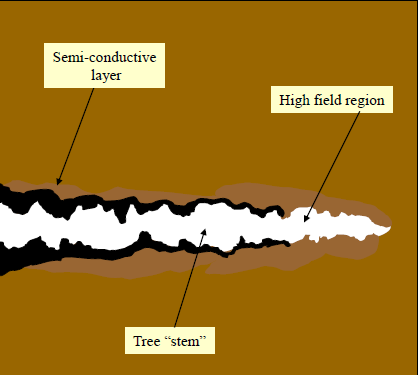 Semi-conductive
layer
High field region
Tree “stem”